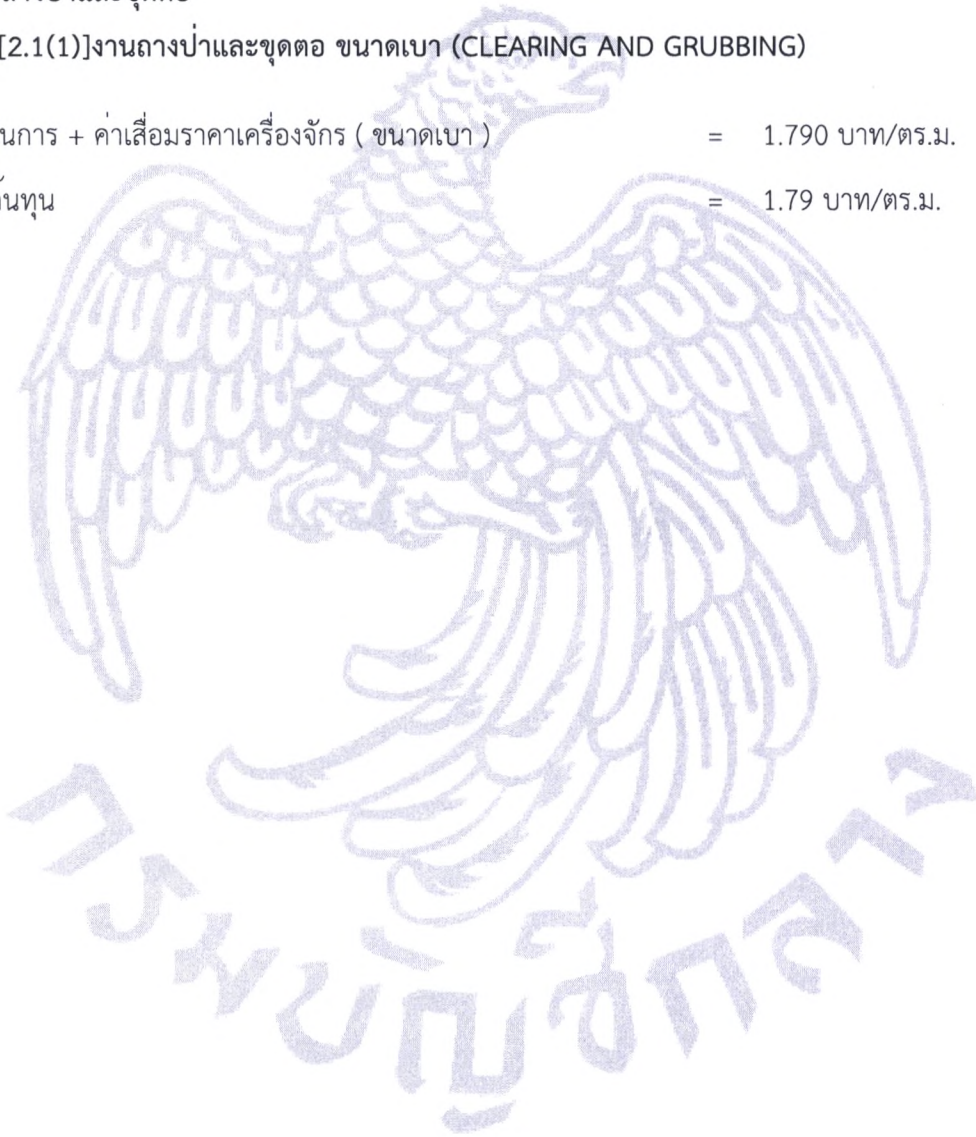 [2.1(1)]งานถางป่าและขุดตอ ขนาดเบา (CLEARING AND GRUBBING)
นการ + ค่าเสื่อมราคาเครื่องจักร ( ขนาดเบา ) = 1.790 บาท/ตร.ม.
นทุน = 1.79 บาท/ตร.ม.
กรมบัญชีกลาง